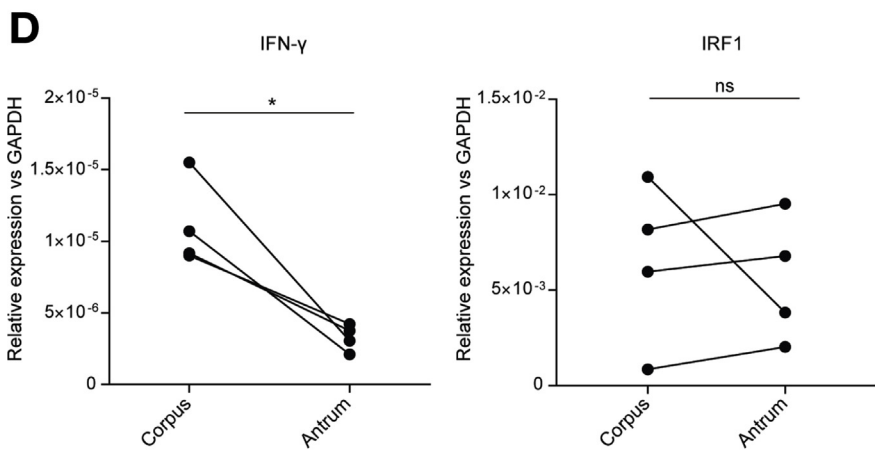 D
IFN-γ
Relative expression vs GAPDH
2×10⁻⁵
1.5×10⁻⁵
1×10⁻⁵
5×10⁻⁶
0
*
Corpus
Antrum
IRF1
Relative expression vs GAPDH
1.5×10⁻²
1×10⁻²
5×10⁻³
0
ns
Corpus
Antrum